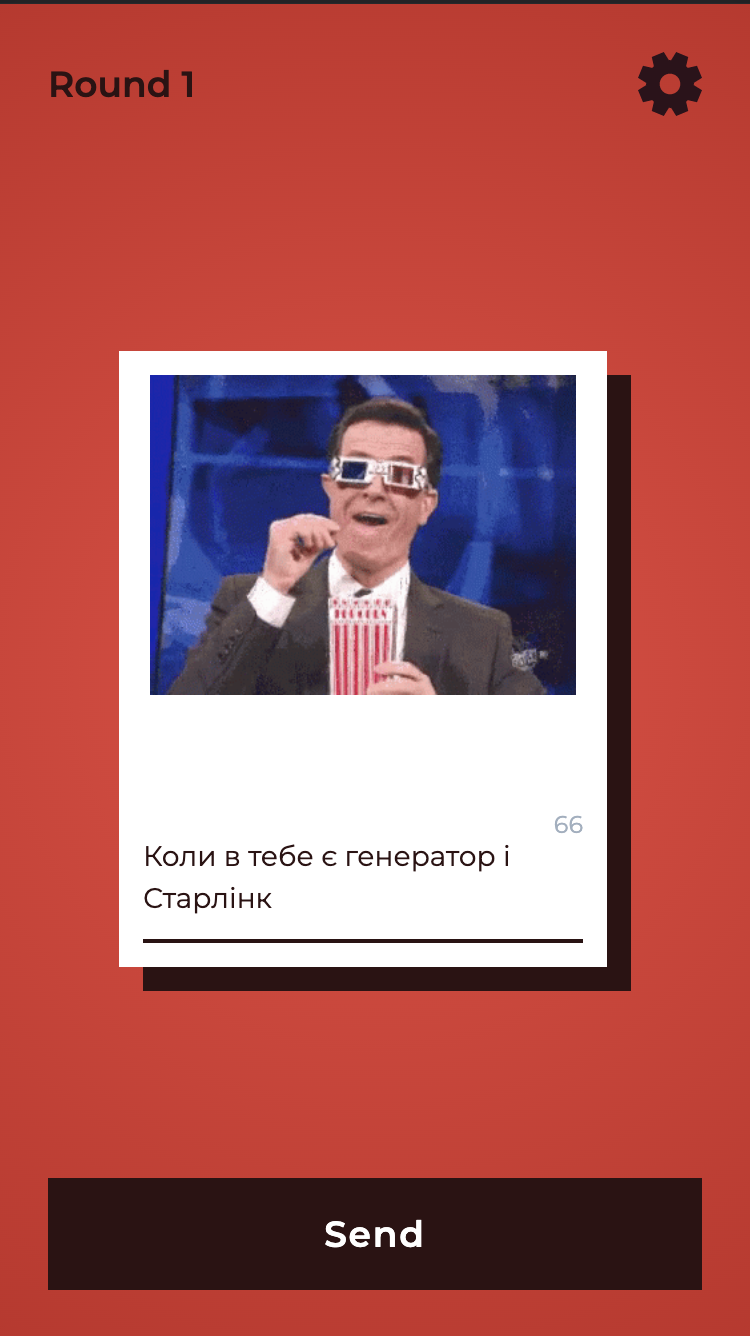 Round 1
66
Коли в тебе є генератор і
Старлінк
Send